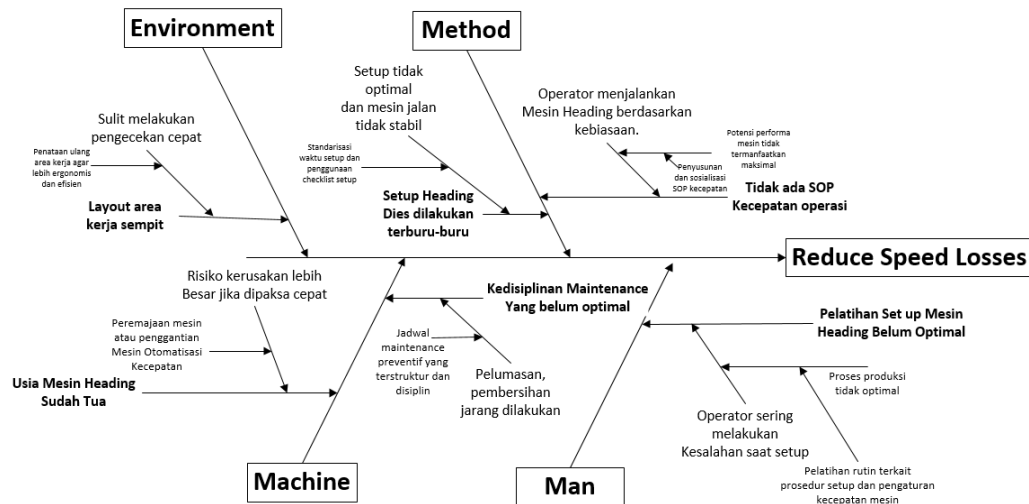 Environment
Method
Sulit melakukan
pengecekan cepat
Penataan ulang
area kerja agar
lebih ergonomis
dan efisien
Layout area
kerja sempit
Setup tidak
optimal
dan mesin jalan
tidak stabil
Standarisasi
waktu setup dan
penggunaan
checklist setup
Setup Heading
Dies dilakukan
terburu-buru
Operator menjalankan
Mesin Heading berdasarkan
kebiasaan.
Potensi performa
mesin tidak
termanfaatkan
maksimal
Penyusunan
dan sosialisasi
SOP kecepatan
Tidak ada SOP
Kecepatan operasi
Reduce Speed Losses
Risiko kerusakan lebih
Besar jika dipaksa cepat
Peremajaan mesin
atau penggantian
Mesin Otomatisasi
Kecepatan
Usia Mesin Heading
Sudah Tua
Kedisiplinan Maintenance
Yang belum optimal
Jadwal
maintenance
preventif yang
terstruktur dan
disiplin
Pelumasan,
pembersihan
jarang dilakukan
Pelatihan Set up Mesin
Heading Belum Optimal
Proses produksi
tidak optimal
Operator sering
melakukan
Kesalahan saat setup
Pelatihan rutin terkait
prosedur setup dan pengaturan
kecepatan mesin
Machine
Man